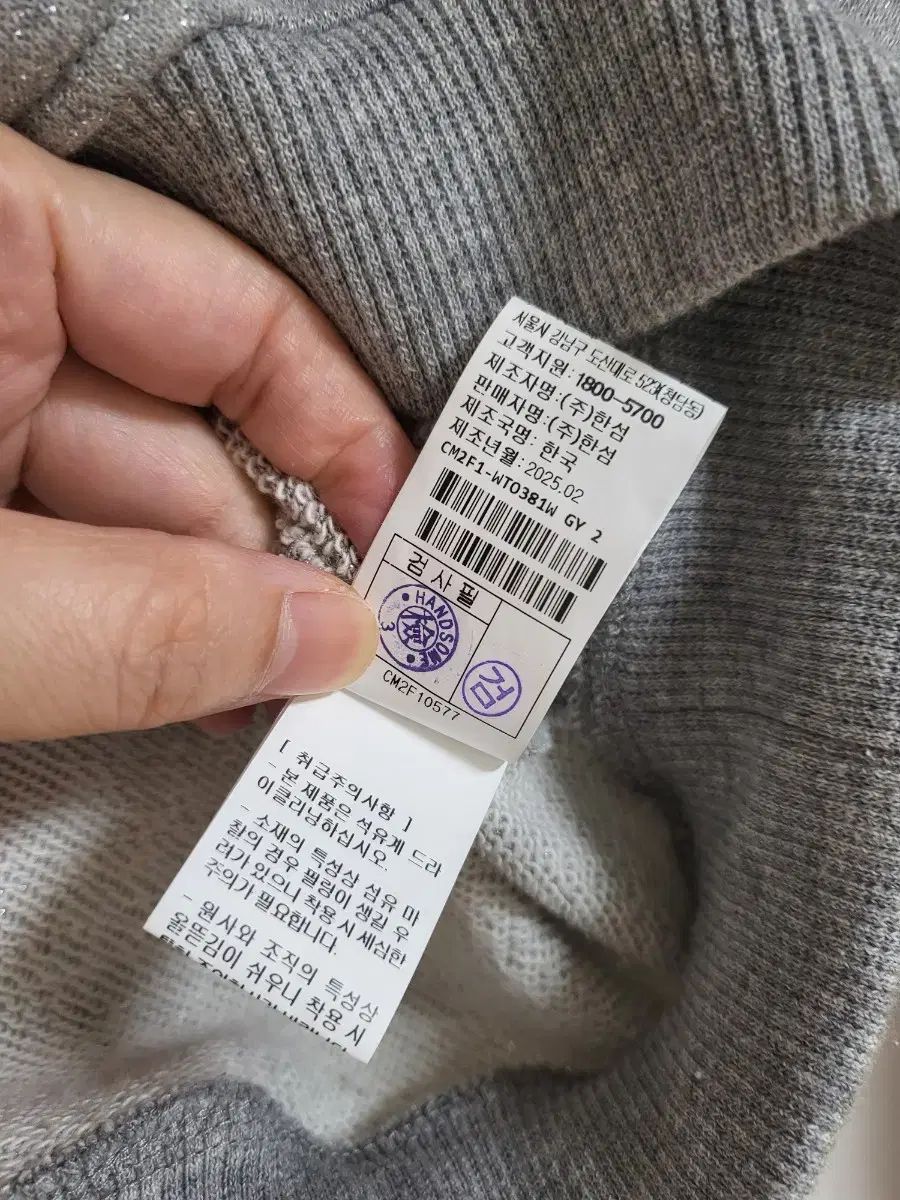 서울시 강남구 도산대로 523(청담동)
고객지원:1800-5700
제조자명:(주)한섬
판매자명:(주)한섬
제조국명: 한국
제조년월:2025.02
CM2F1-WTO381W GY 2
검사필
HANDSOME
3
검
CM2F10577
[ 취급주의사항 ]
- 본 제품은 석유계 드라
이클리닝하십시오.
- 소재의 특성상 섬유 마
찰의 경우 필링이 생길 우
려가 있으니 착용 시 세심한
주의가 필요합니다.
- 원사와 조직의 특성상
올뜯김이 쉬우니 착용 시